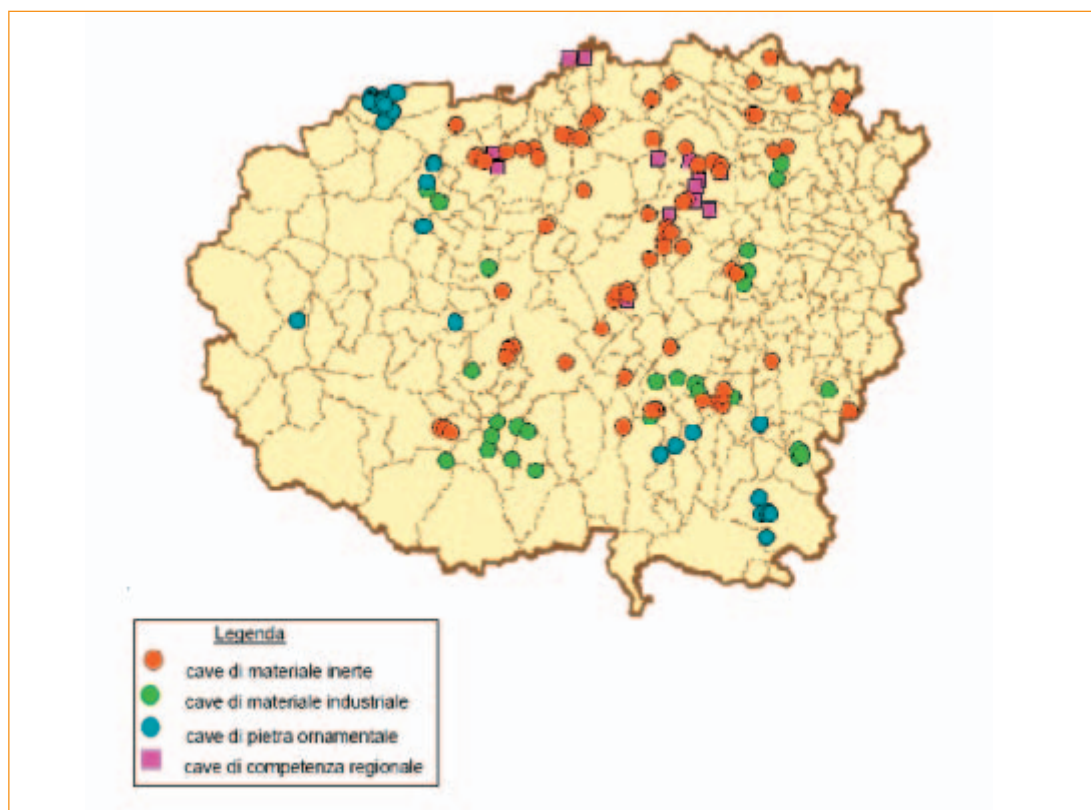 Legenda
cave di materiale inerte
cave di materiale industriale
cave di pietra ornamentale
cave di competenza regionale